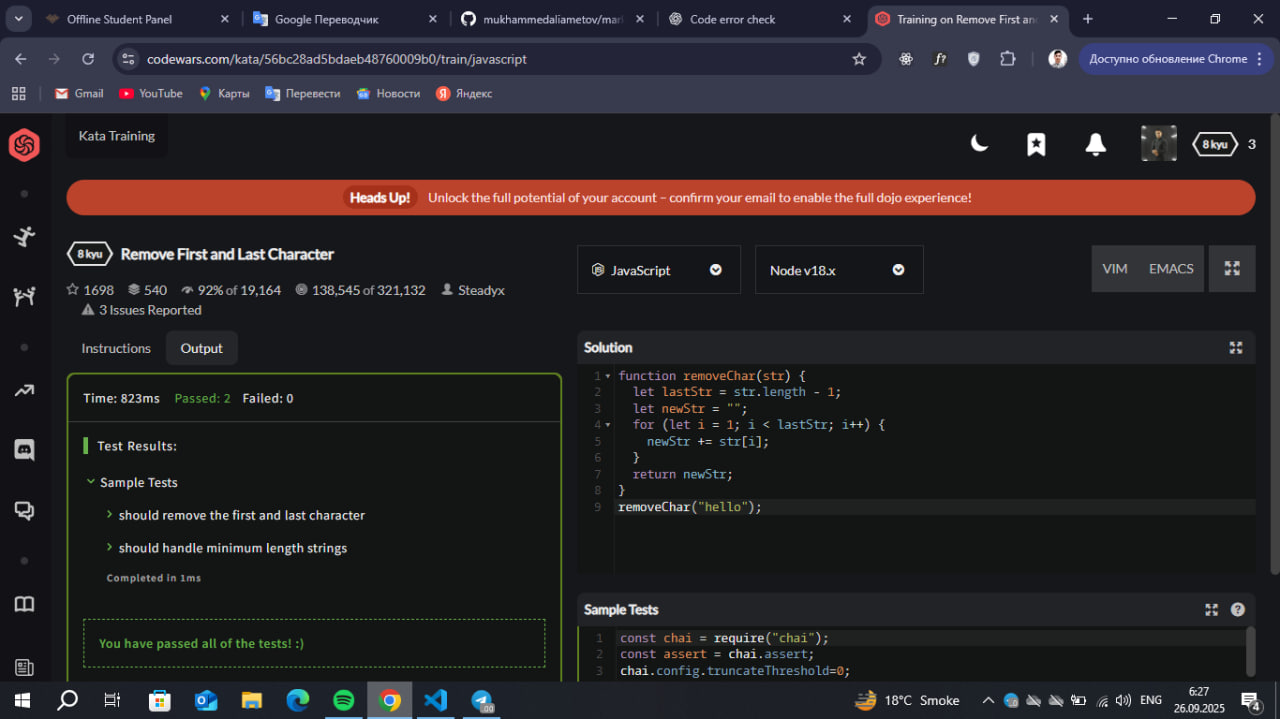 Offline Student Panel
Google Переводчик
mukhammedaliametov/mar
Code error check
Training on Remove First an
codewars.com/kata/56bc28ad5bdaeb48760009b0/train/javascript
f?
Доступно обновление Chrome
Gmail
YouTube
Карты
Перевести
Новости
Яндекс
Kata Training
8 kyu
3
Heads Up! Unlock the full potential of your account – confirm your email to enable the full dojo experience!
8 kyu Remove First and Last Character
1698 540 92% of 19,164 138,545 of 321,132 Steadyx
3 Issues Reported
JavaScript
Node v18.x
VIM EMACS
Instructions
Output
Time: 823ms Passed: 2 Failed: 0
Test Results:
Sample Tests
should remove the first and last character
should handle minimum length strings
Completed in 1ms
You have passed all of the tests! :)
Solution
1 function removeChar(str) {
2 let lastStr = str.length - 1;
3 let newStr = "";
4 for (let i = 1; i < lastStr; i++) {
5 newStr += str[i];
6 }
7 return newStr;
8 }
9 removeChar("hello");
Sample Tests
1 const chai = require("chai");
2 const assert = chai.assert;
3 chai.config.truncateThreshold=0;
18°C Smoke
ENG
6:27
26.09.2025
4